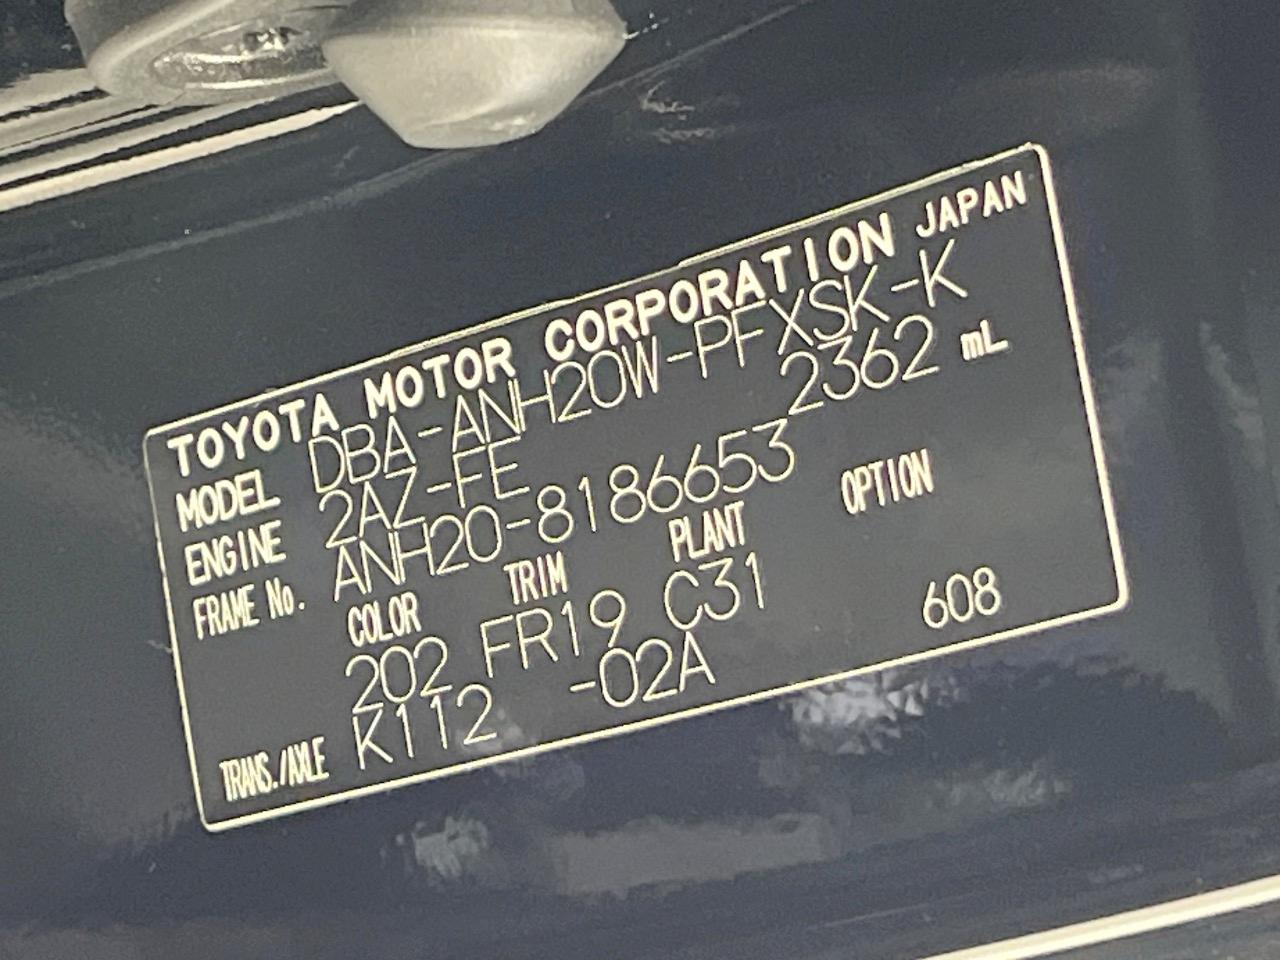 TOYOTA MOTOR CORPORATION JAPAN
MODEL DBA-ANH20W-PFXSK-K
ENGINE 2AZ-FE 2362 mL
FRAME No. ANH20-8186653
COLOR TRIM PLANT OPTION
202 FR19 C31
TRANS./AXLE K112 -02A 608